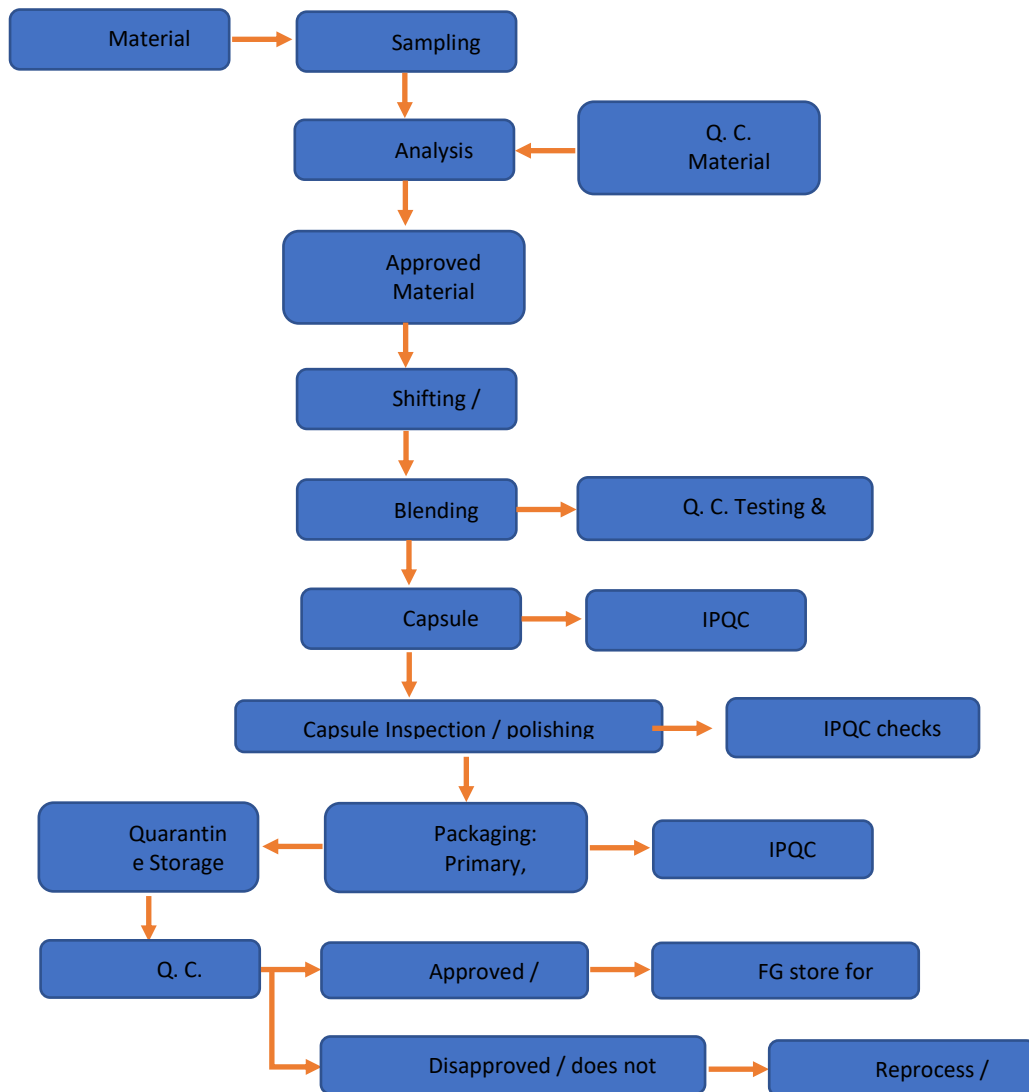 Material
Sampling
Analysis
Q. C.
Material
Approved
Material
Shifting /
Blending
Q. C. Testing &
Capsule
IPQC
Capsule Inspection / polishing
IPQC checks
Quarantin
e Storage
Packaging:
Primary,
IPQC
Q. C.
Approved /
FG store for
Disapproved / does not
Reprocess /